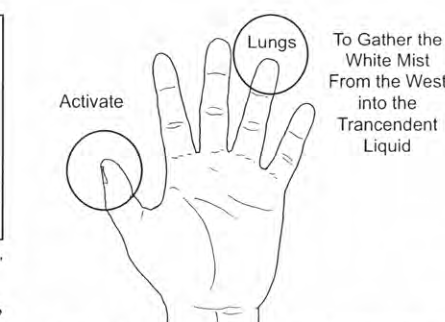 Lungs
To Gather the
White Mist
From the West
into the
Trancendent
Liquid
Activate